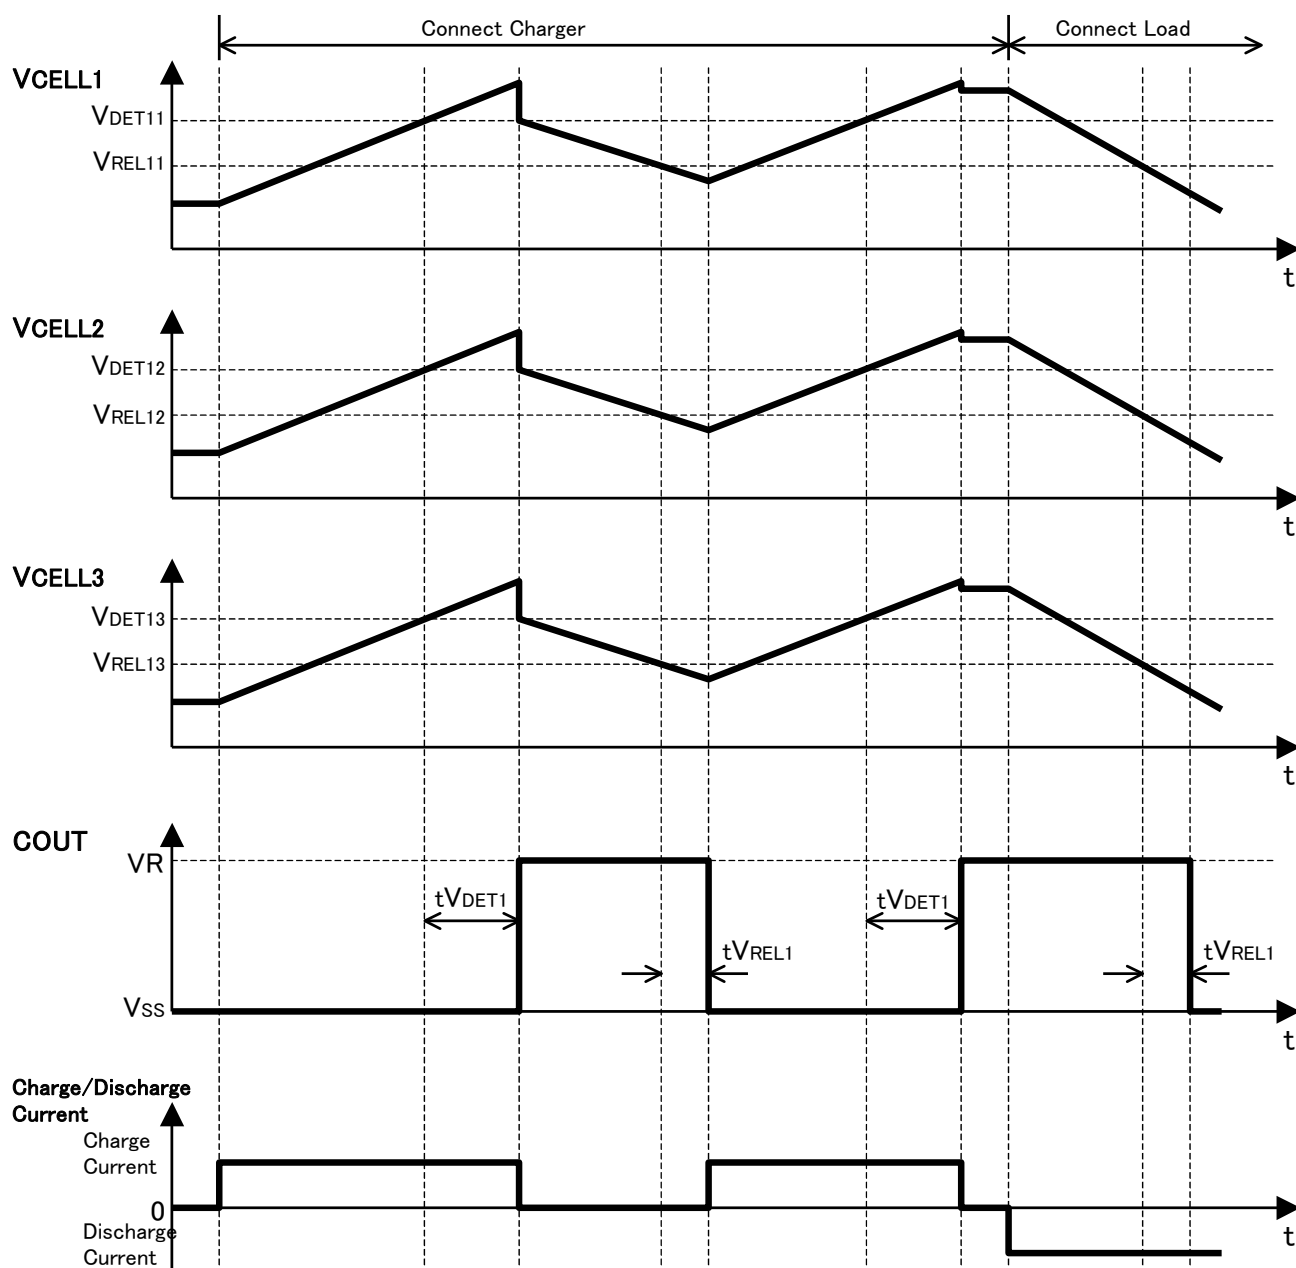 Connect Charger
Connect Load
VCELL1
VDET11
VREL11
t
VCELL2
VDET12
VREL12
t
VCELL3
VDET13
VREL13
t
COUT
VR
tVDET1
tVDET1
tVREL1
tVREL1
VSS
t
Charge/Discharge
Current
Charge
Current
0
Discharge
Current
t